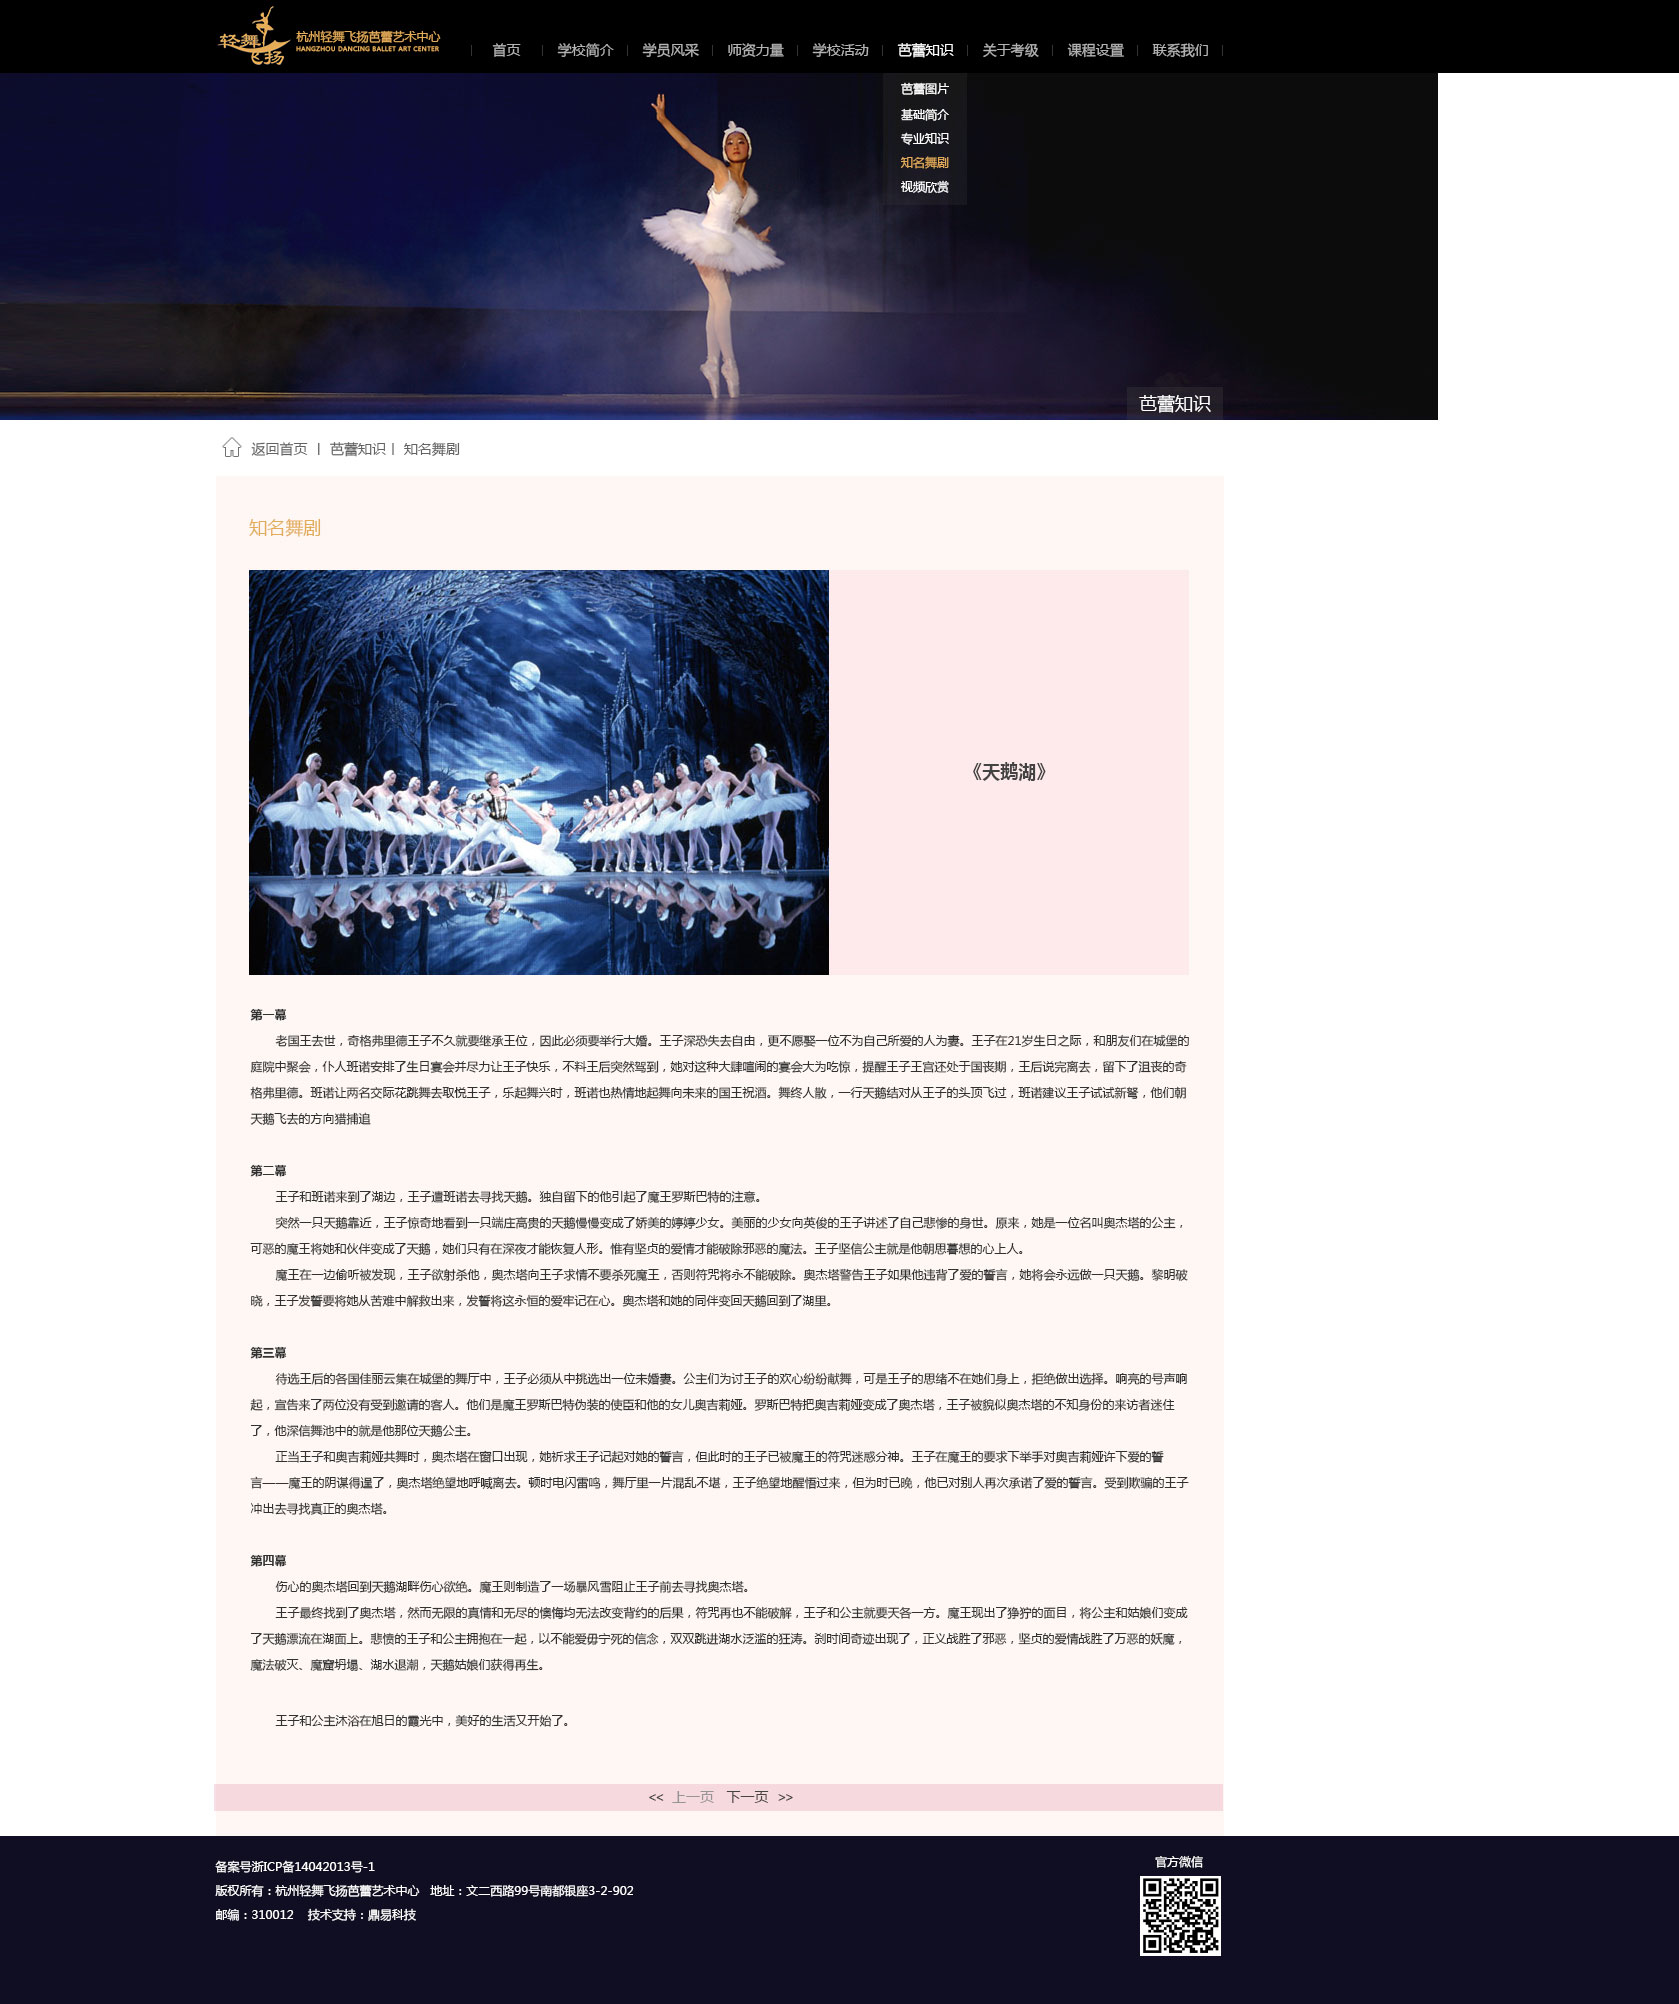 轻舞飞扬
杭州轻舞飞扬芭蕾艺术中心
HANGZHOU DANCING BALLET ART CENTER
首页 学校简介 学员风采 师资力量 学校活动 芭蕾知识 关于考级 课程设置 联系我们
芭蕾图片
基础简介
专业知识
知名舞剧
视频欣赏
芭蕾知识
返回首页 | 芭蕾知识 | 知名舞剧
知名舞剧
《天鹅湖》
第一幕
老国王去世，奇格弗里德王子不久就要继承王位，因此必须要举行大婚。王子深恐失去自由，更不愿娶一位不为自己所爱的人为妻。王子在21岁生日之际，和朋友们在城堡的
庭院中聚会，仆人班诺安排了生日宴会并尽力让王子快乐，不料王后突然驾到，她对这种大肆喧闹的宴会大为吃惊，提醒王子王宫还处于国丧期，王后说完离去，留下了沮丧的奇
格弗里德。班诺让两名交际花跳舞去取悦王子，乐起舞兴时，班诺也热情地起舞向未来的国王祝酒。舞终人散，一行天鹅结对从王子的头顶飞过，班诺建议王子试试新弩，他们朝
天鹅飞去的方向猎捕追
第二幕
王子和班诺来到了湖边，王子遣班诺去寻找天鹅。独自留下的他引起了魔王罗斯巴特的注意。
突然一只天鹅靠近，王子惊奇地看到一只端庄高贵的天鹅慢慢变成了娇美的婷婷少女。美丽的少女向英俊的王子讲述了自己悲惨的身世。原来，她是一位名叫奥杰塔的公主，
可恶的魔王将她和伙伴变成了天鹅，她们只有在深夜才能恢复人形。惟有坚贞的爱情才能破除邪恶的魔法。王子坚信公主就是他朝思暮想的心上人。
魔王在一边偷听被发现，王子欲射杀他，奥杰塔向王子求情不要杀死魔王，否则符咒将永不能破除。奥杰塔警告王子如果他违背了爱的誓言，她将会永远做一只天鹅。黎明破
晓，王子发誓要将她从苦难中解救出来，发誓将这永恒的爱牢记在心。奥杰塔和她的同伴变回天鹅回到了湖里。
第三幕
待选王后的各国佳丽云集在城堡的舞厅中，王子必须从中挑选出一位未婚妻。公主们为讨王子的欢心纷纷献舞，可是王子的思绪不在她们身上，拒绝做出选择。响亮的号声响
起，宣告来了两位没有受到邀请的客人。他们是魔王罗斯巴特伪装的使臣和他的女儿奥吉莉娅。罗斯巴特把奥吉莉娅变成了奥杰塔，王子被貌似奥杰塔的不知身份的来访者迷住
了，他深信舞池中的就是他那位天鹅公主。
正当王子和奥吉莉娅共舞时，奥杰塔在窗口出现，她祈求王子记起对她的誓言，但此时的王子已被魔王的符咒迷惑分神。王子在魔王的要求下举手对奥吉莉娅许下爱的誓
言——魔王的阴谋得逞了，奥杰塔绝望地呼喊离去。顿时电闪雷鸣，舞厅里一片混乱不堪，王子绝望地醒悟过来，但为时已晚，他已对别人再次承诺了爱的誓言。受到欺骗的王子
冲出去寻找真正的奥杰塔。
第四幕
伤心的奥杰塔回到天鹅湖畔伤心欲绝。魔王则制造了一场暴风雪阻止王子前去寻找奥杰塔。
王子最终找到了奥杰塔，然而无限的真情和无尽的懊悔均无法改变背约的后果，符咒再也不能破解，王子和公主就要天各一方。魔王现出了狰狞的面目，将公主和姑娘们变成
了天鹅漂流在湖面上。悲愤的王子和公主拥抱在一起，以不能爱毋宁死的信念，双双跳进湖水泛滥的狂涛。刹时间奇迹出现了，正义战胜了邪恶，坚贞的爱情战胜了万恶的妖魔，
魔法破灭、魔窟坍塌、湖水退潮，天鹅姑娘们获得再生。
王子和公主沐浴在旭日的霞光中，美好的生活又开始了。
<< 上一页 下一页 >>
备案号浙ICP备14042013号-1
版权所有：杭州轻舞飞扬芭蕾艺术中心 地址：文二西路99号南都银座3-2-902
邮编：310012 技术支持：鼎易科技
官方微信